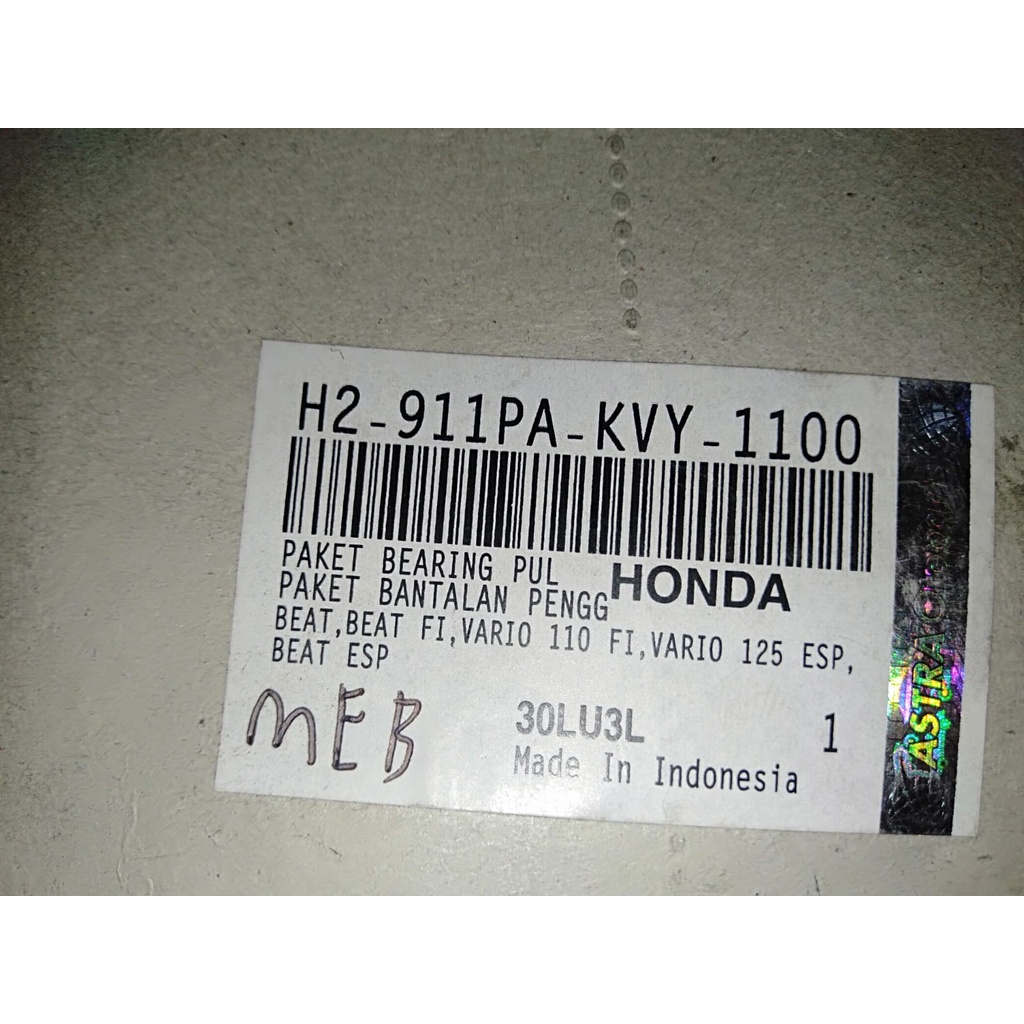 H2-911PA-KVY-1100
PAKET BEARING PUL
PAKET BANTALAN PENGG
HONDA
BEAT,BEAT FI,VARIO 110 FI,VARIO 125 ESP,
BEAT ESP
MEB
30LU3L
1
Made In Indonesia
ASTRA